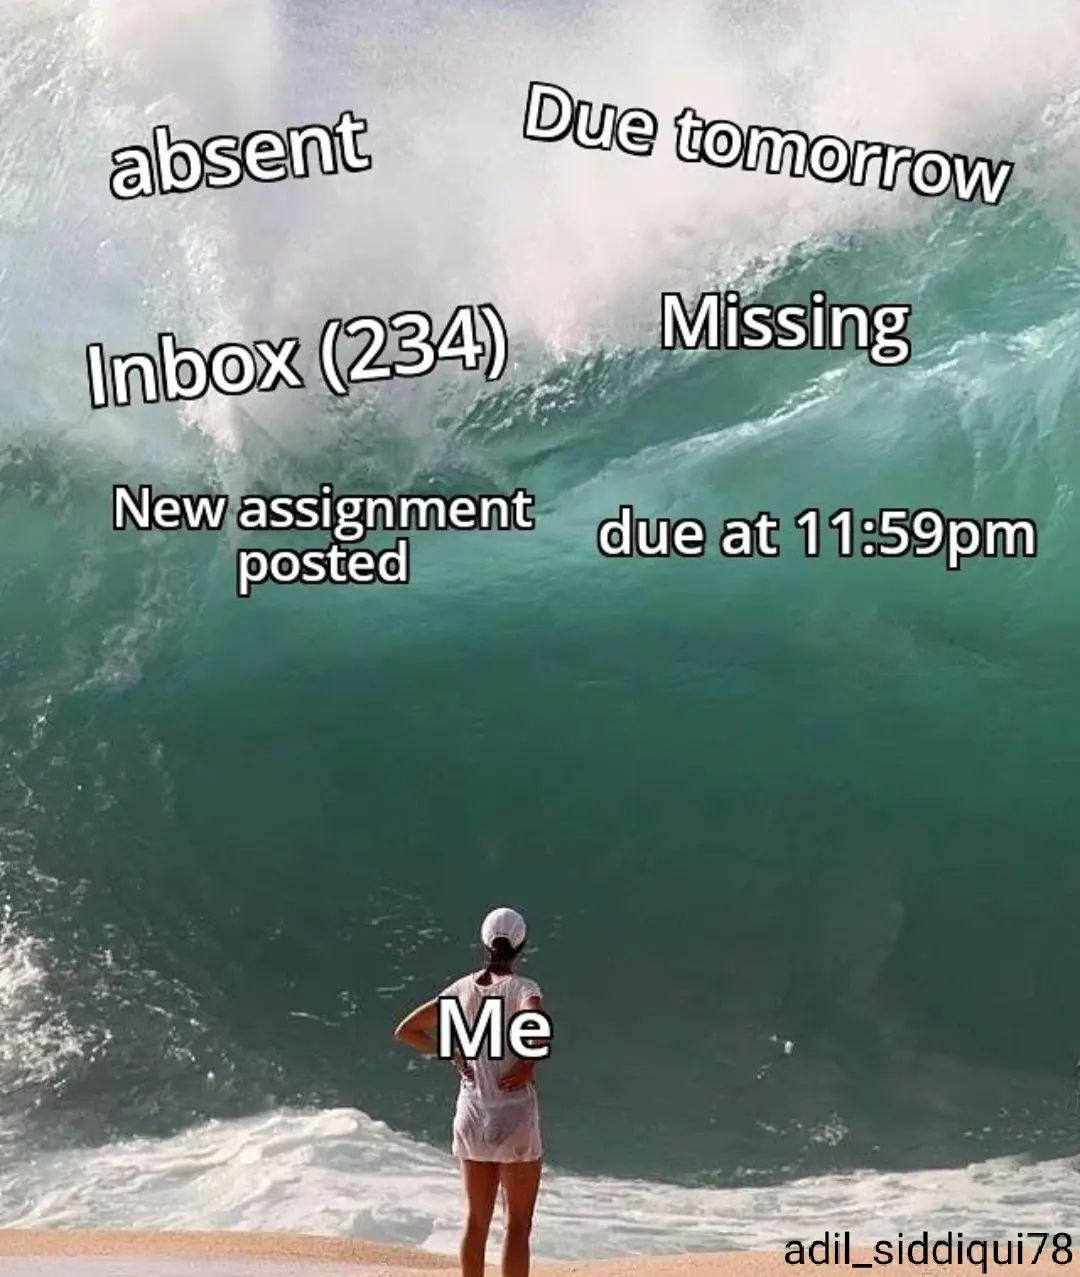 absent
Due tomorrow
Inbox (234)
Missing
New assignment
posted
due at 11:59pm
Me
adil_siddiqui78